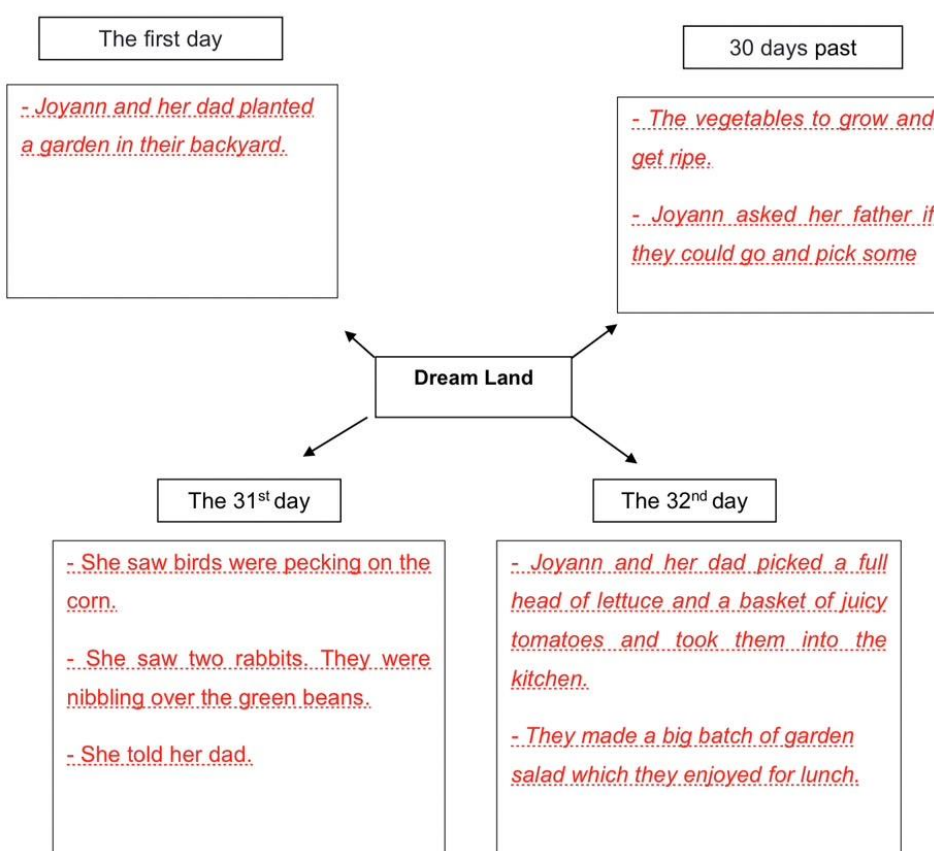 The first day
- Joyann and her dad planted
a garden in their backyard.
30 days past
- The vegetables to grow and
get ripe.
- Joyann asked her father if
they could go and pick some
Dream Land
The 31st day
- She saw birds were pecking on the
corn.
- She saw two rabbits. They were
nibbling over the green beans.
- She told her dad.
The 32nd day
- Joyann and her dad picked a full
head of lettuce and a basket of juicy
tomatoes and took them into the
kitchen.
- They made a big batch of garden
salad which they enjoyed for lunch.